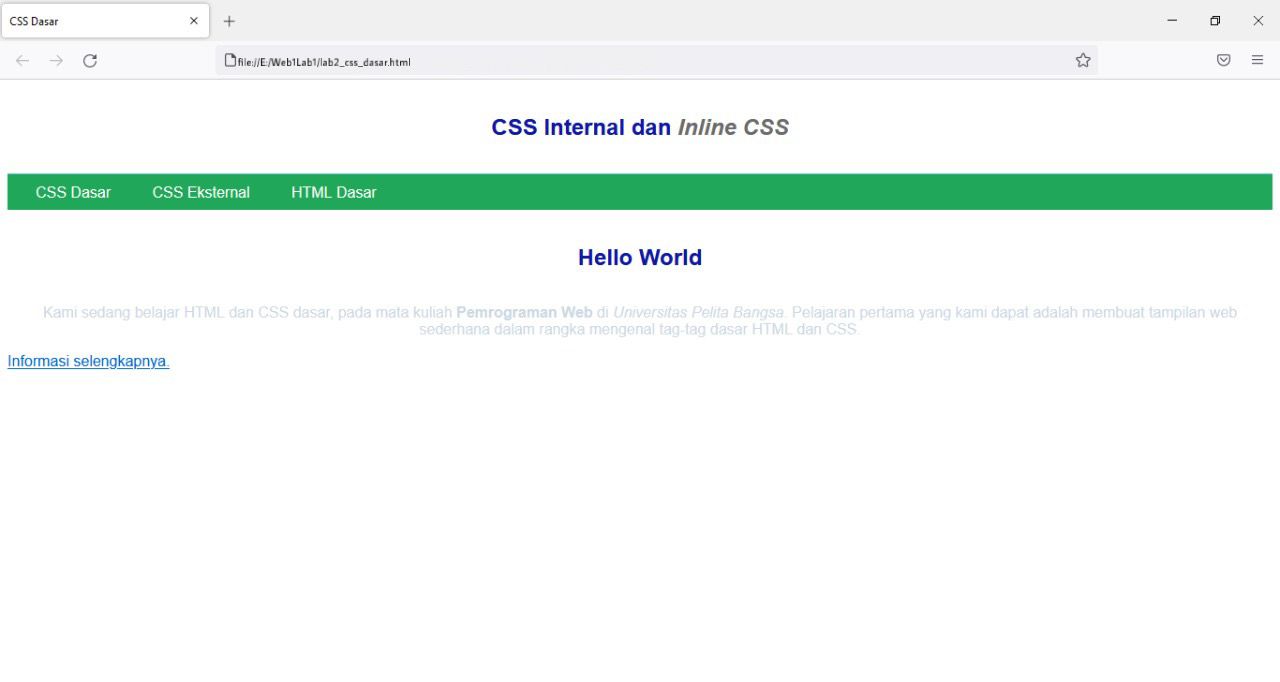 CSS Dasar
file://E:/Web1Lab1/lab2_css_dasar.html
CSS Internal dan Inline CSS
CSS Dasar CSS Eksternal HTML Dasar
Hello World
Kami sedang belajar HTML dan CSS dasar, pada mata kuliah Pemrograman Web di Universitas Pelita Bangsa. Pelajaran pertama yang kami dapat adalah membuat tampilan web
sederhana dalam rangka mengenal tag-tag dasar HTML dan CSS.
Informasi selengkapnya.